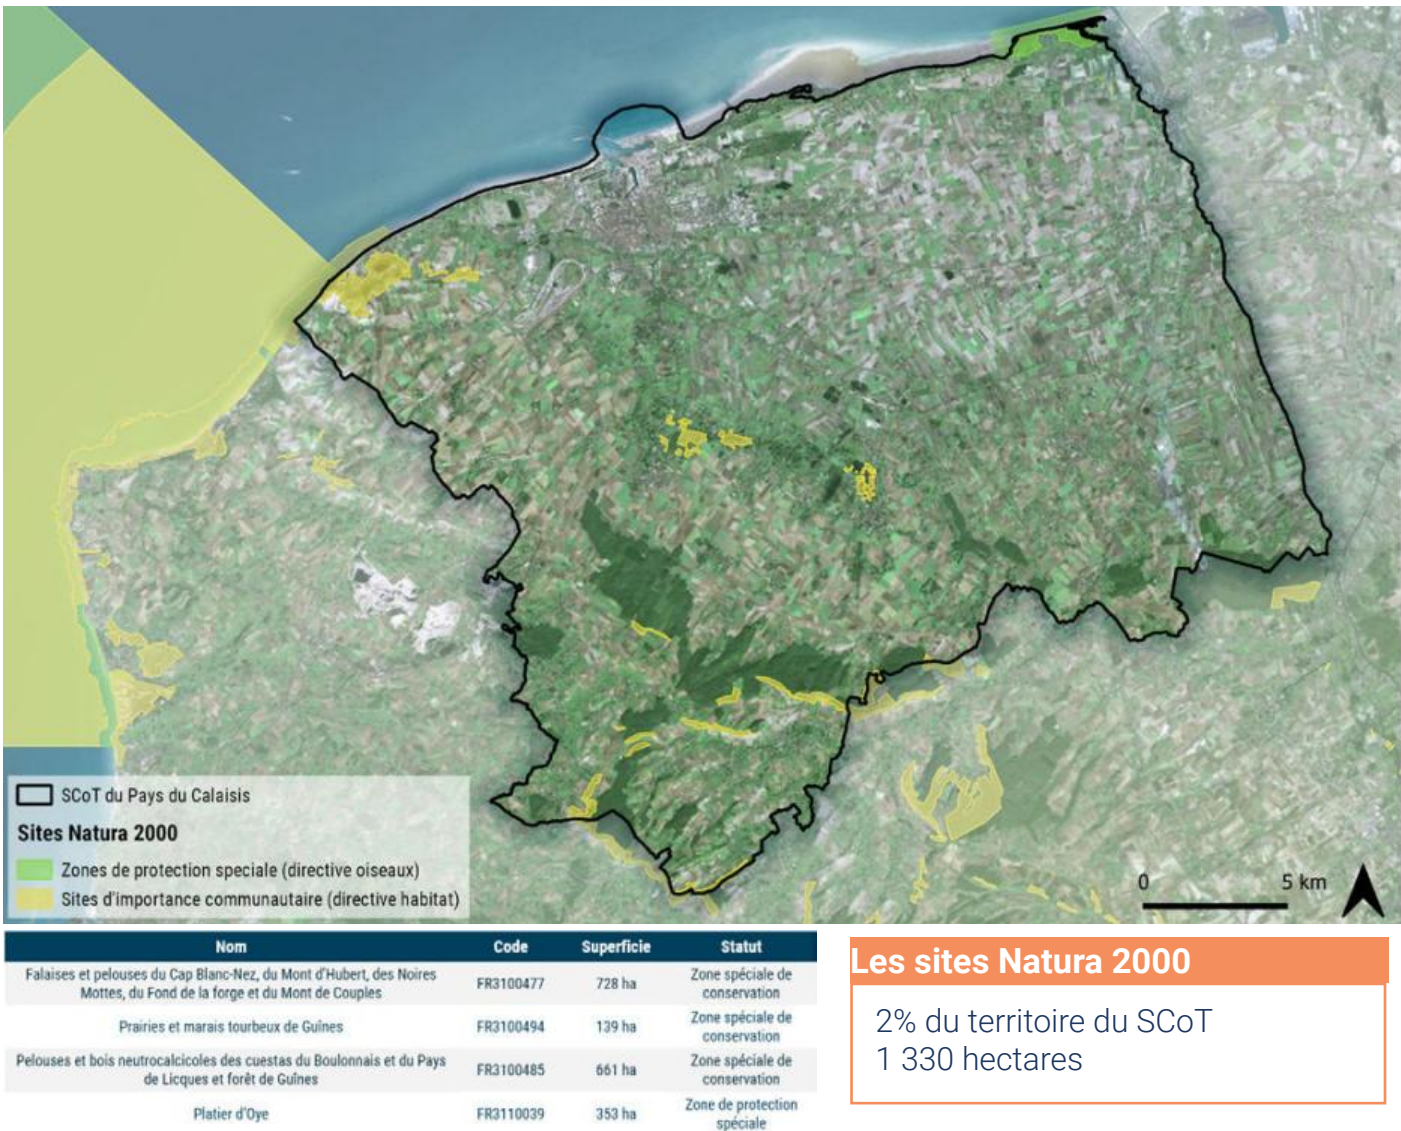 SCoT du Pays du Calaisis
Sites Natura 2000
Zones de protection speciale (directive oiseaux)
Sites d'importance communautaire (directive habitat)
0 5 km
Nom Code Superficie Statut
Falaises et pelouses du Cap Blanc-Nez, du Mont d'Hubert, des Noires
Mottes, du Fond de la forge et du Mont de Couples
FR3100477 728 ha
Zone spéciale de
conservation
Prairies et marais tourbeux de Guînes FR3100494 139 ha
Zone spéciale de
conservation
Pelouses et bois neutrocalcicoles des cuestas du Boulonnais et du Pays
de Licques et forêt de Guînes
FR3100485 661 ha
Zone spéciale de
conservation
Platier d'Oye FR3110039 353 ha
Zone de protection
spéciale
Les sites Natura 2000
2% du territoire du SCoT
1 330 hectares